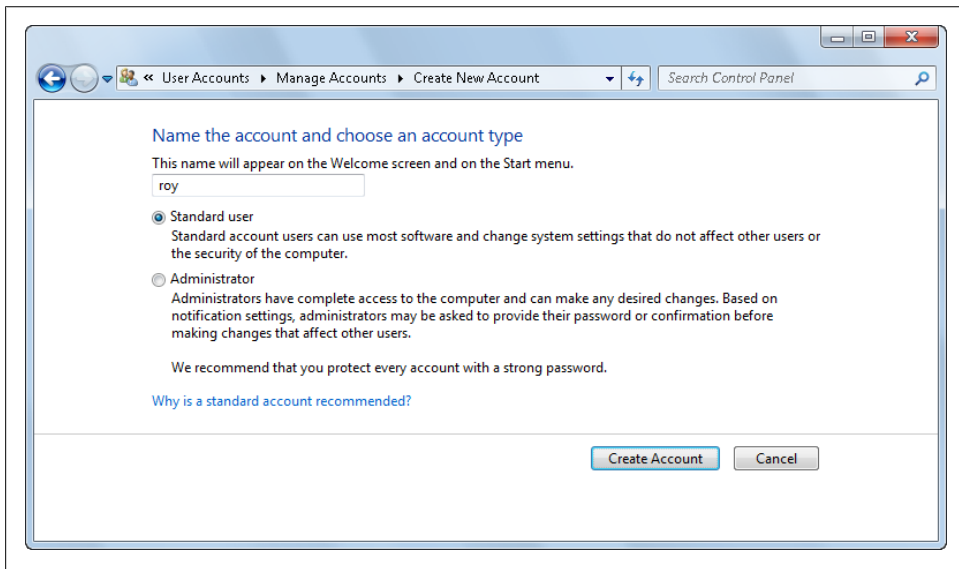 « User Accounts ▸ Manage Accounts ▸ Create New Account
Search Control Panel
Name the account and choose an account type
This name will appear on the Welcome screen and on the Start menu.
roy
Standard user
Standard account users can use most software and change system settings that do not affect other users or
the security of the computer.
Administrator
Administrators have complete access to the computer and can make any desired changes. Based on
notification settings, administrators may be asked to provide their password or confirmation before
making changes that affect other users.
We recommend that you protect every account with a strong password.
Why is a standard account recommended?
Create Account
Cancel